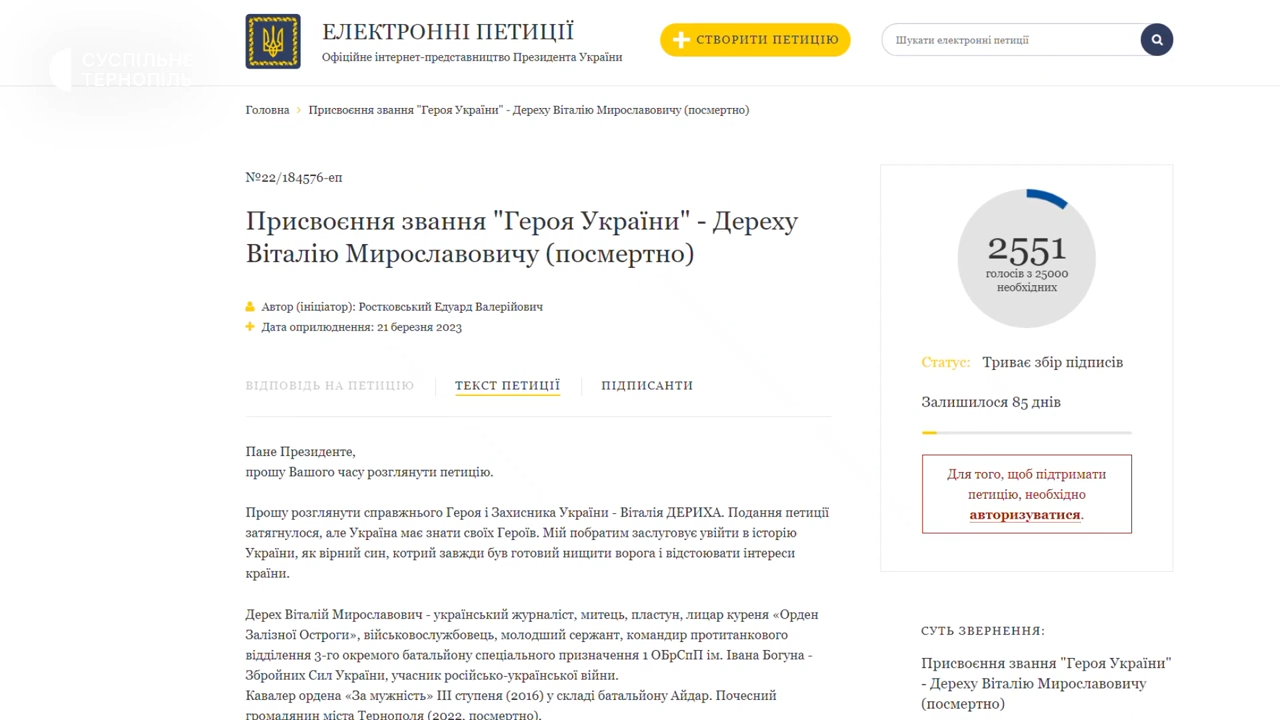 СУСПІЛЬНЕ
ТЕРНОПІЛЬ
ЕЛЕКТРОННІ ПЕТИЦІЇ
Офіційне інтернет-представництво Президента України
СТВОРИТИ ПЕТИЦІЮ
Шукати електронні петиції
Головна > Присвоєння звання "Героя України" - Дереху Віталію Мирославовичу (посмертно)
№22/184576-еп
Присвоєння звання "Героя України" - Дереху
Віталію Мирославовичу (посмертно)
Автор (ініціатор): Ростковський Едуард Валерійович
Дата оприлюднення: 21 березня 2023
ВІДПОВІДЬ НА ПЕТИЦІЮ
ТЕКСТ ПЕТИЦІЇ
ПІДПИСАНТИ
Пане Президенте,
прошу Вашого часу розглянути петицію.
Прошу розглянути справжнього Героя і Захисника України - Віталія ДЕРИХА. Подання петиції
затягнулося, але Україна має знати своїх Героїв. Мій побратим заслуговує увійти в історію
України, як вірний син, котрий завжди був готовий нищити ворога і відстоювати інтереси
країни.
Дерех Віталій Мирославович - український журналіст, митець, пластун, лицар куреня «Орден
Залізної Остроги», військовослужбовець, молодший сержант, командир протитанкового
відділення 3-го окремого батальйону спеціального призначення 1 ОБрСпП ім. Івана Богуна -
Збройних Сил України, учасник російсько-української війни.
Кавалер ордена «За мужність» III ступеня (2016) у складі батальйону Айдар. Почесний
громадянин міста Тернополя (2022, посмертно).
2551
голосів з 25000
необхідних
Статус: Триває збір підписів
Залишилося 85 днів
Для того, щоб підтримати
петицію, необхідно
авторизуватися.
СУТЬ ЗВЕРНЕННЯ:
Присвоєння звання "Героя України"
- Дереху Віталію Мирославовичу
(посмертно)